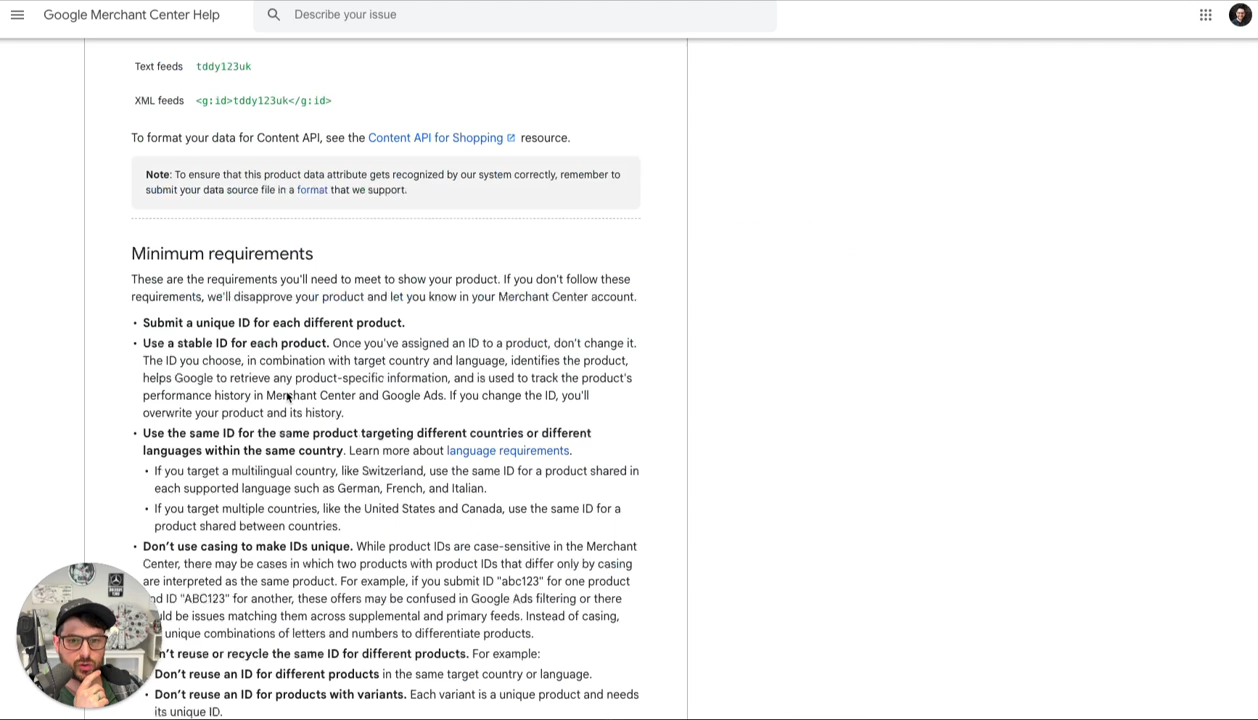 Google Merchant Center Help
Describe your issue
Text feeds tddy123uk
XML feeds <g:id>tddy123uk</g:id>
To format your data for Content API, see the Content API for Shopping resource.
Note: To ensure that this product data attribute gets recognized by our system correctly, remember to
submit your data source file in a format that we support.
Minimum requirements
These are the requirements you'll need to meet to show your product. If you don't follow these
requirements, we'll disapprove your product and let you know in your Merchant Center account.
• Submit a unique ID for each different product.
• Use a stable ID for each product. Once you've assigned an ID to a product, don't change it.
The ID you choose, in combination with target country and language, identifies the product,
helps Google to retrieve any product-specific information, and is used to track the product's
performance history in Merchant Center and Google Ads. If you change the ID, you'll
overwrite your product and its history.
• Use the same ID for the same product targeting different countries or different
languages within the same country. Learn more about language requirements.
• If you target a multilingual country, like Switzerland, use the same ID for a product shared in
each supported language such as German, French, and Italian.
• If you target multiple countries, like the United States and Canada, use the same ID for a
product shared between countries.
• Don't use casing to make IDs unique. While product IDs are case-sensitive in the Merchant
Center, there may be cases in which two products with product IDs that differ only by casing
are interpreted as the same product. For example, if you submit ID "abc123" for one product
nd ID "ABC123" for another, these offers may be confused in Google Ads filtering or there
uld be issues matching them across supplemental and primary feeds. Instead of casing,
unique combinations of letters and numbers to differentiate products.
n't reuse or recycle the same ID for different products. For example:
Don't reuse an ID for different products in the same target country or language.
• Don't reuse an ID for products with variants. Each variant is a unique product and needs
its unique ID.